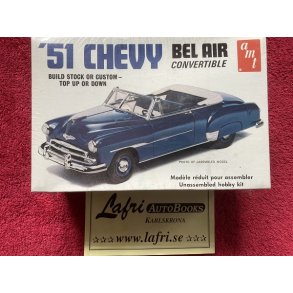 '51 CHEVY BEL AIR
CONVERTIBLE
amt
BUILD STOCK OR CUSTOM–
TOP UP OR DOWN
PHOTO OF ASSEMBLED MODEL
Modèle réduit pour assembler
Unassembled hobby kit
Lafri AUTOBOOKS
KARLSKRONA
☆☆☆ www.lafri.se ☆☆☆